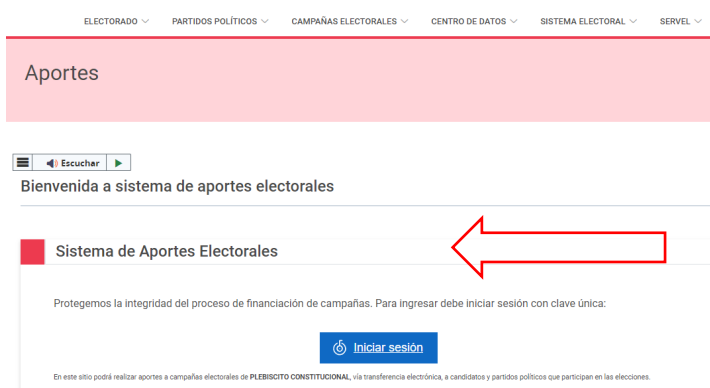 ELECTORADO PARTIDOS POLÍTICOS CAMPAÑAS ELECTORALES CENTRO DE DATOS SISTEMA ELECTORAL SERVEL
Aportes
Escuchar
Bienvenida a sistema de aportes electorales
Sistema de Aportes Electorales
Protegemos la integridad del proceso de financiación de campañas. Para ingresar debe iniciar sesión con clave única:
Iniciar sesión
En este sitio podrá realizar aportes a campañas electorales de PLEBISCITO CONSTITUCIONAL, vía transferencia electrónica, a candidatos y partidos políticos que participan en las elecciones.